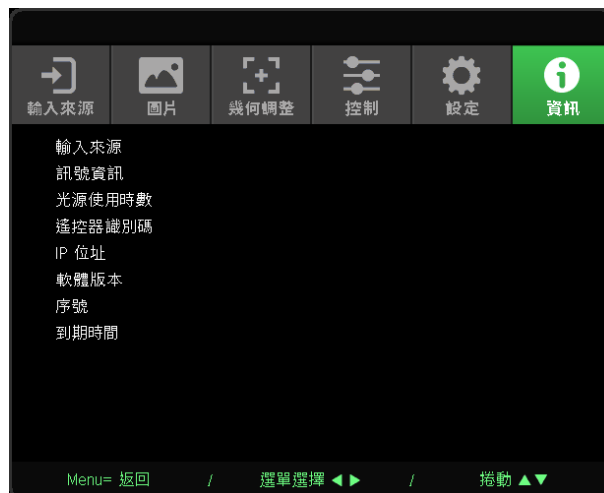 輸入來源 圖片 幾何調整 控制 設定 資訊
輸入來源
訊號資訊
光源使用時數
遙控器識別碼
IP 位址
軟體版本
序號
到期時間
Menu= 返回 / 選單選擇 ◀ ▶ / 捲動 ▲▼